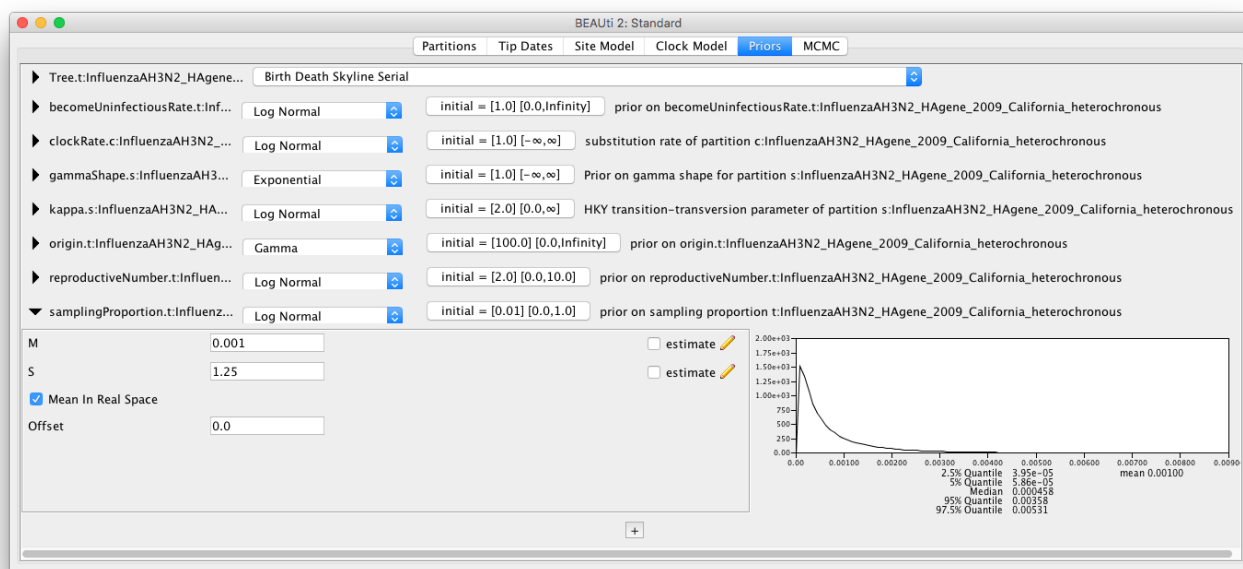 BEAUti 2: Standard
Partitions Tip Dates Site Model Clock Model Priors MCMC
Tree.t:InfluenzaAH3N2_HAgene... Birth Death Skyline Serial
becomeUninfectiousRate.t:Inf... Log Normal initial = [1.0] [0.0,Infinity] prior on becomeUninfectiousRate.t:InfluenzaAH3N2_HAgene_2009_California_heterochronous
clockRate.c:InfluenzaAH3N2_... Log Normal initial = [1.0] [-∞,∞] substitution rate of partition c:InfluenzaAH3N2_HAgene_2009_California_heterochronous
gammaShape.s:InfluenzaAH3... Exponential initial = [1.0] [-∞,∞] Prior on gamma shape for partition s:InfluenzaAH3N2_HAgene_2009_California_heterochronous
kappa.s:InfluenzaAH3N2_HA... Log Normal initial = [2.0] [0.0,∞] HKY transition-transversion parameter of partition s:InfluenzaAH3N2_HAgene_2009_California_heterochronous
origin.t:InfluenzaAH3N2_HAg... Gamma initial = [100.0] [0.0,Infinity] prior on origin.t:InfluenzaAH3N2_HAgene_2009_California_heterochronous
reproductiveNumber.t:Influen... Log Normal initial = [2.0] [0.0,10.0] prior on reproductiveNumber.t:InfluenzaAH3N2_HAgene_2009_California_heterochronous
samplingProportion.t:Influenz... Log Normal initial = [0.01] [0.0,1.0] prior on sampling proportion t:InfluenzaAH3N2_HAgene_2009_California_heterochronous
M 0.001 estimate
S 1.25 estimate
Mean In Real Space
Offset 0.0
2.00e+03
1.75e+03
1.50e+03
1.25e+03
1.00e+03
750
500
250
0.00
0.00 0.00100 0.00200 0.00300 0.00400 0.00500 0.00600 0.00700 0.00800 0.0090
2.5% Quantile 3.95e-05 mean 0.00100
5% Quantile 5.86e-05
Median 0.000458
95% Quantile 0.00358
97.5% Quantile 0.00531
+